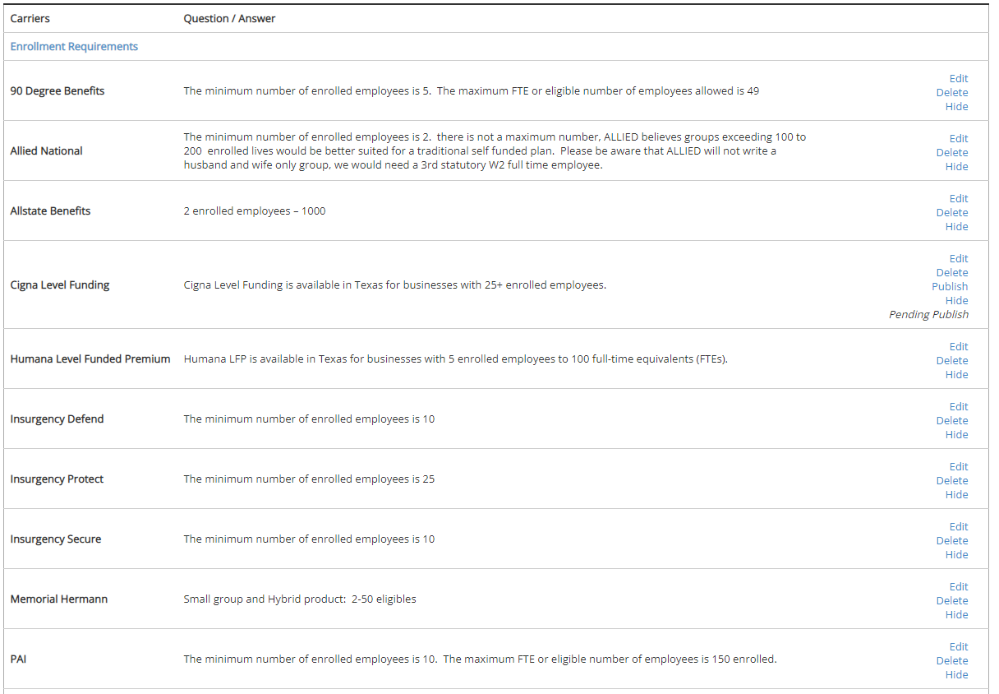 Carriers Question / Answer
Enrollment Requirements
90 Degree Benefits The minimum number of enrolled employees is 5.  The maximum FTE or eligible number of employees allowed is 49
Edit
Delete
Hide
Allied National
The minimum number of enrolled employees is 2.  there is not a maximum number, ALLIED believes groups exceeding 100 to
200  enrolled lives would be better suited for a traditional self funded plan.  Please be aware that ALLIED will not write a
husband and wife only group, we would need a 3rd statutory W2 full time employee.
Edit
Delete
Hide
Allstate Benefits 2 enrolled employees – 1000
Edit
Delete
Hide
Cigna Level Funding Cigna Level Funding is available in Texas for businesses with 25+ enrolled employees.
Edit
Delete
Publish
Hide
Pending Publish
Humana Level Funded Premium Humana LFP is available in Texas for businesses with 5 enrolled employees to 100 full-time equivalents (FTEs).
Edit
Delete
Hide
Insurgency Defend The minimum number of enrolled employees is 10
Edit
Delete
Hide
Insurgency Protect The minimum number of enrolled employees is 25
Edit
Delete
Hide
Insurgency Secure The minimum number of enrolled employees is 10
Edit
Delete
Hide
Memorial Hermann Small group and Hybrid product:  2-50 eligibles
Edit
Delete
Hide
PAI The minimum number of enrolled employees is 10.  The maximum FTE or eligible number of employees is 150 enrolled.
Edit
Delete
Hide